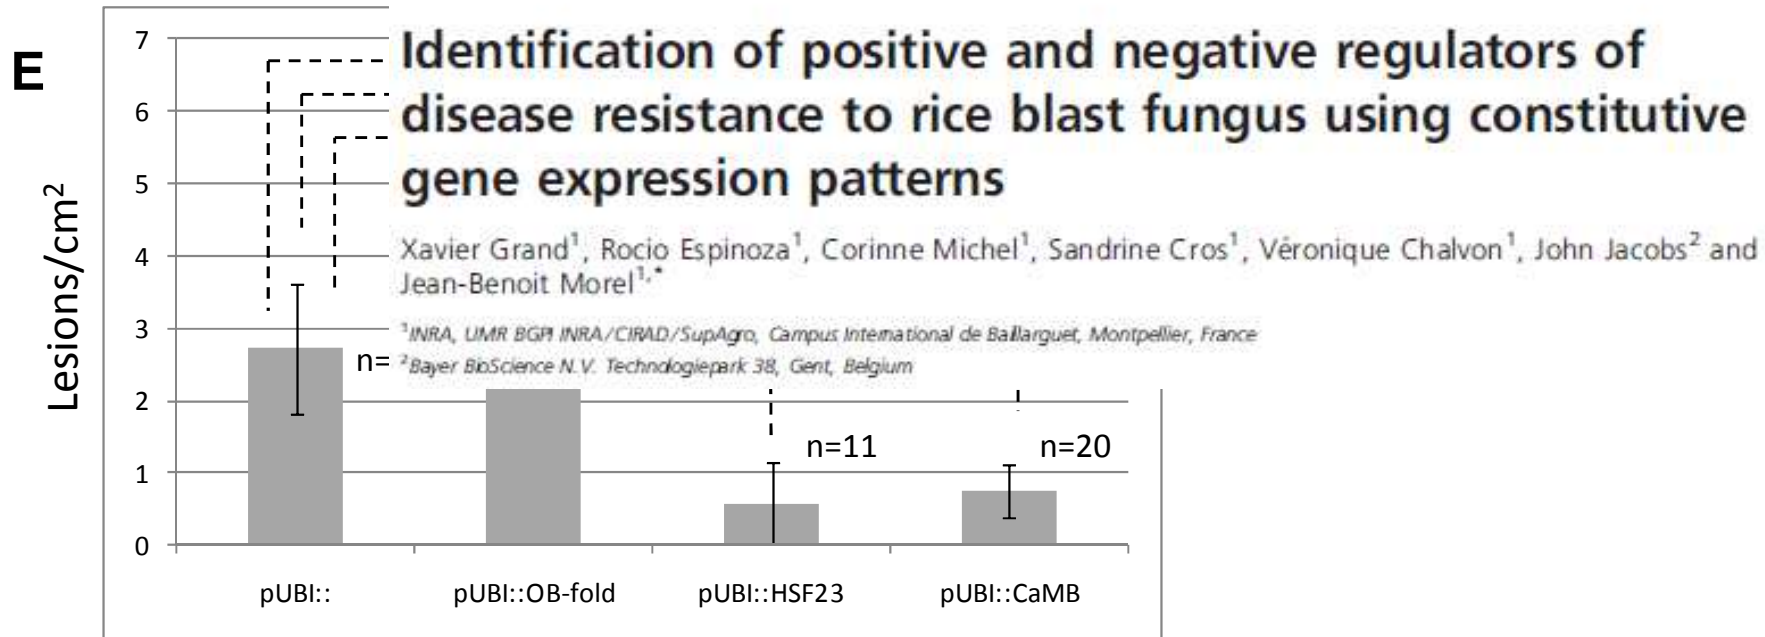 E
Identification of positive and negative regulators of
disease resistance to rice blast fungus using constitutive
gene expression patterns
Xavier Grand¹, Rocio Espinoza¹, Corinne Michel¹, Sandrine Cros¹, Véronique Chalvon¹, John Jacobs² and
Jean-Benoit Morel¹,*
¹INRA, UMR BGPI INRA/CIRAD/SupAgro, Campus International de Baillarguet, Montpellier, France
²Bayer BioScience N.V. Technologiepark 38, Gent, Belgium
Lesions/cm²
7
6
5
4
3
2
1
0
n=
n=11
n=20
pUBI::
pUBI::OB-fold
pUBI::HSF23
pUBI::CaMB